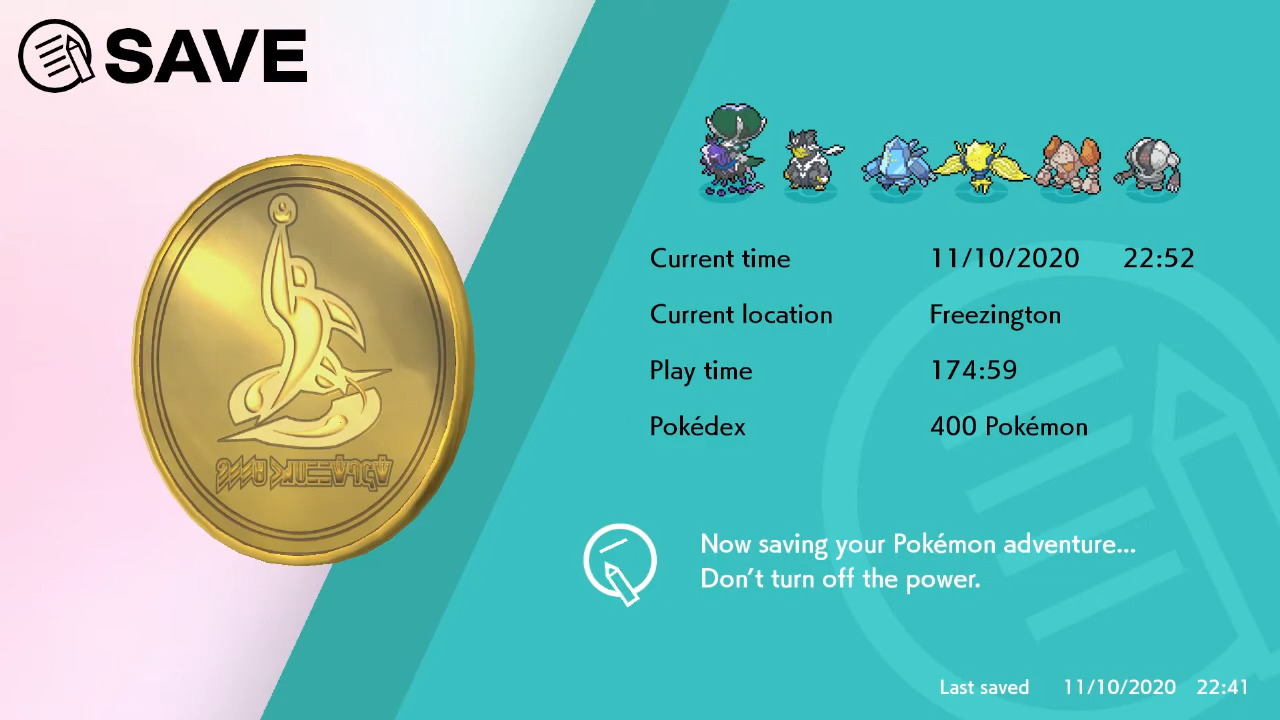 SAVE
Current time 11/10/2020 22:52
Current location Freezington
Play time 174:59
Pokédex 400 Pokémon
Now saving your Pokémon adventure...
Don't turn off the power.
Last saved 11/10/2020 22:41